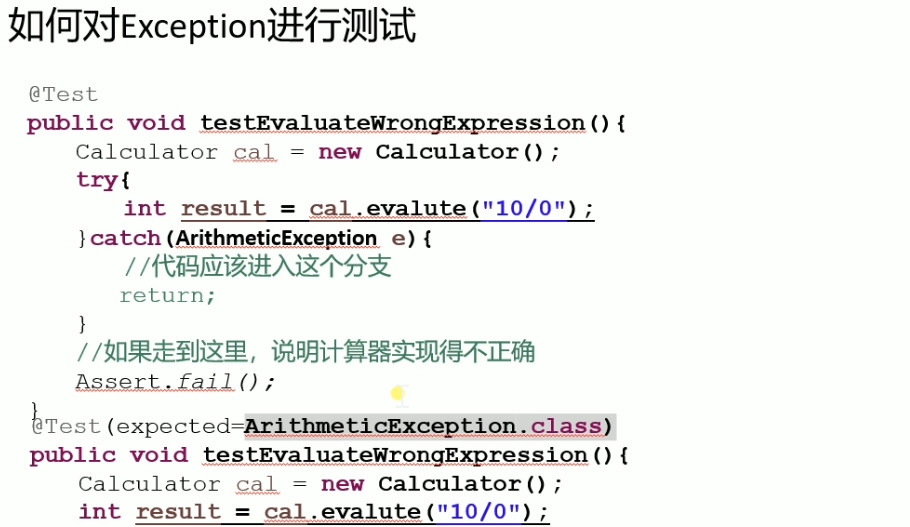 如何对Exception进行测试
@Test
public void testEvaluateWrongExpression(){
Calculator cal = new Calculator();
try{
int result = cal.evalute("10/0");
}catch(ArithmeticException e){
//代码应该进入这个分支
return;
}
//如果走到这里，说明计算器实现得不正确
Assert.fail();
}
@Test(expected=ArithmeticException.class)
public void testEvaluateWrongExpression(){
Calculator cal = new Calculator();
int result = cal.evalute("10/0");